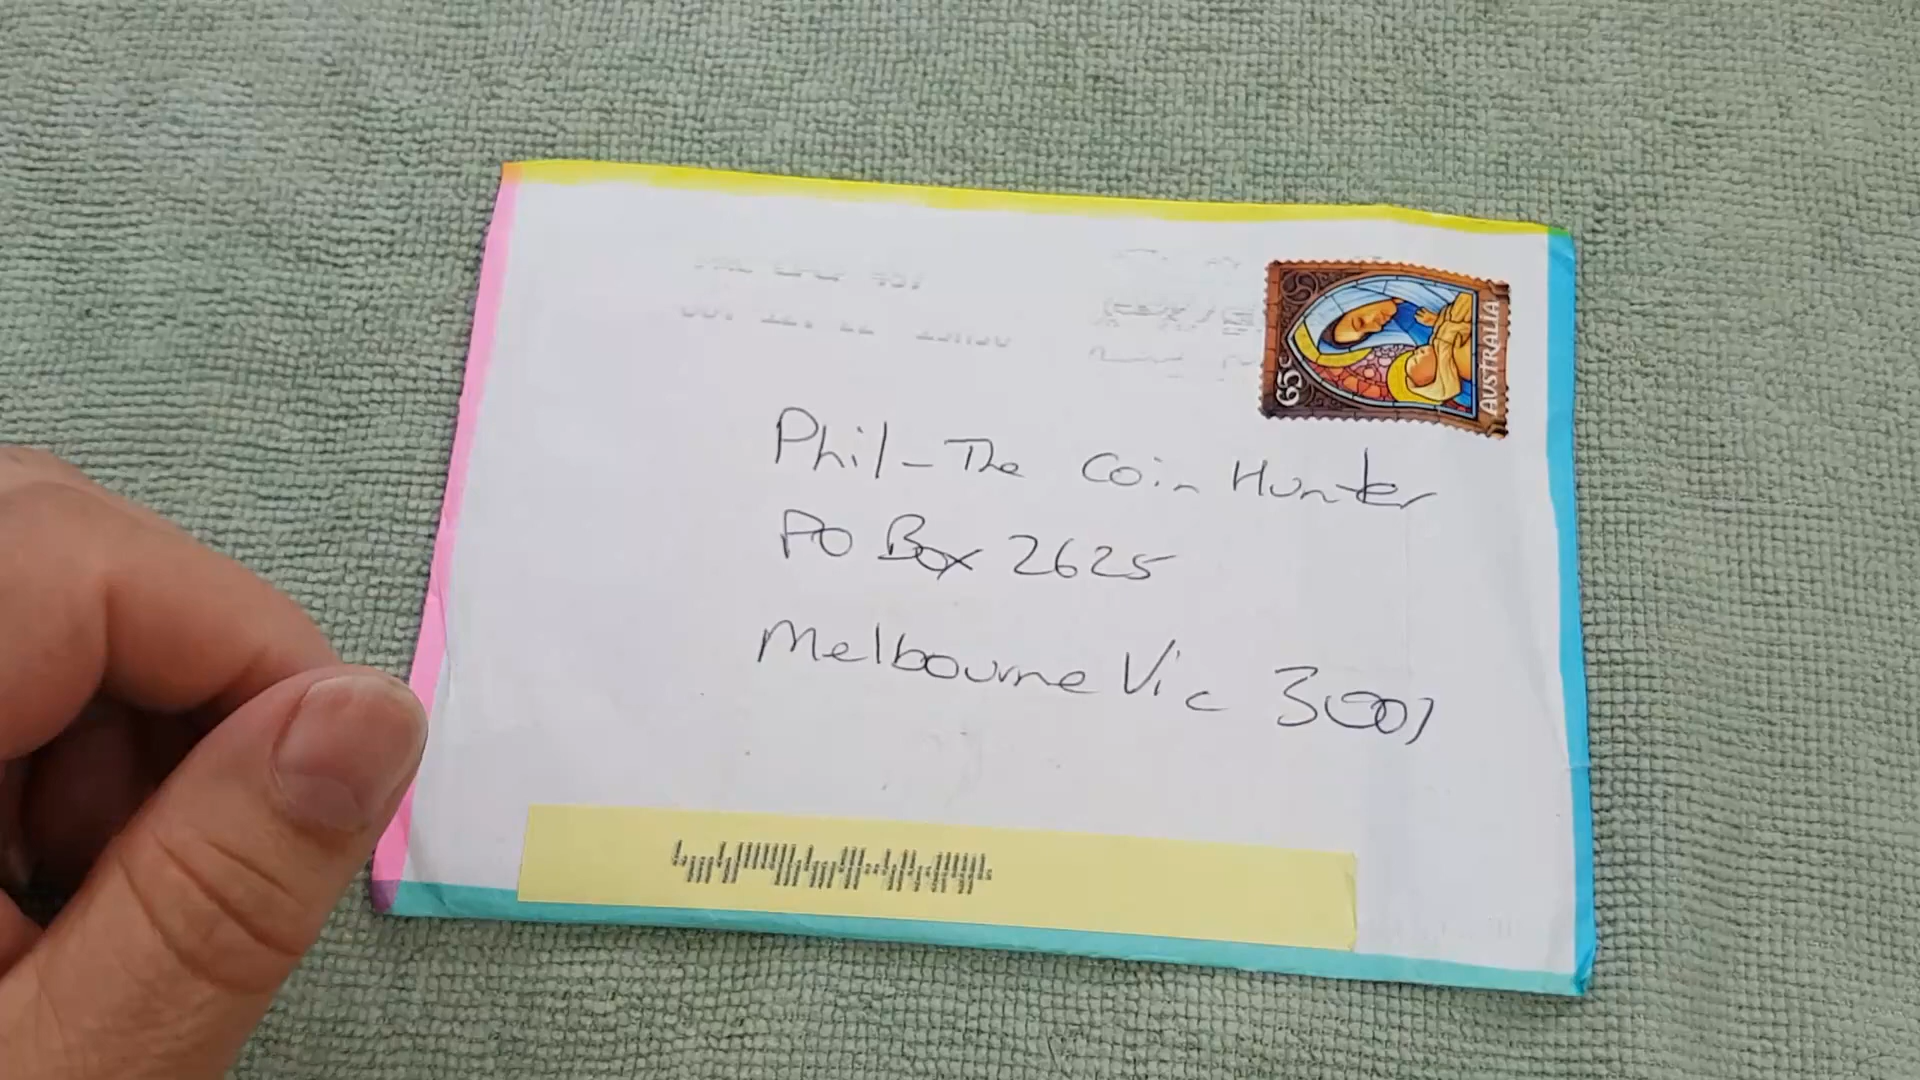 65c
AUSTRALIA
Phil-The Coin Hunter
PO Box 2625
Melbourne Vic 3001